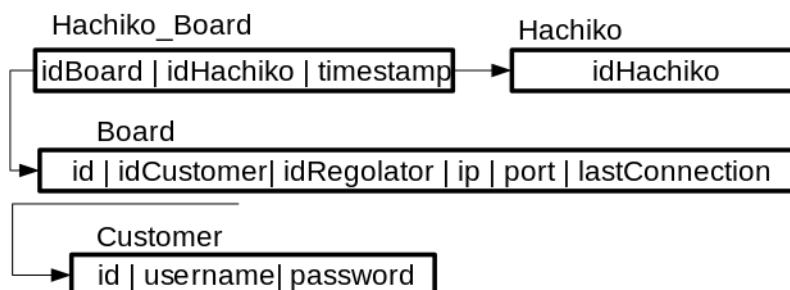 Hachiko_Board
Hachiko
idBoard | idHachiko | timestamp
idHachiko
Board
id | idCustomer| idRegolator | ip | port | lastConnection
Customer
id | username| password